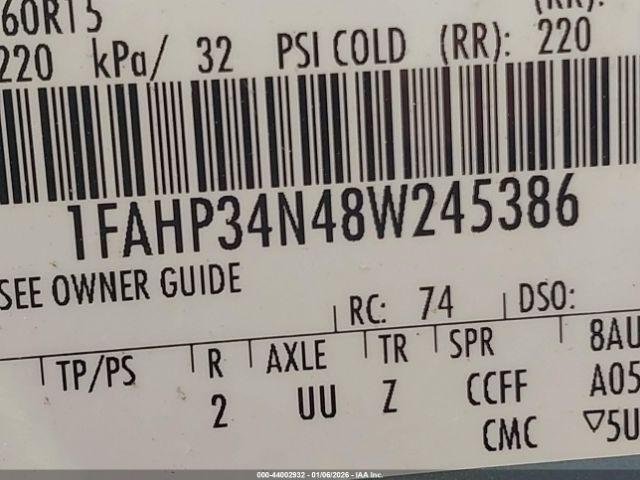 60R15
(RR):
220 kPa/ 32 PSI COLD (RR): 220
1FAHP34N48W245386
SEE OWNER GUIDE
RC: 74 DSO:
TP/PS R AXLE TR SPR 8AU
2 UU Z CCFF A05
CMC ▽5U
000-44002932 - 01/06/2026 - IAA Inc.